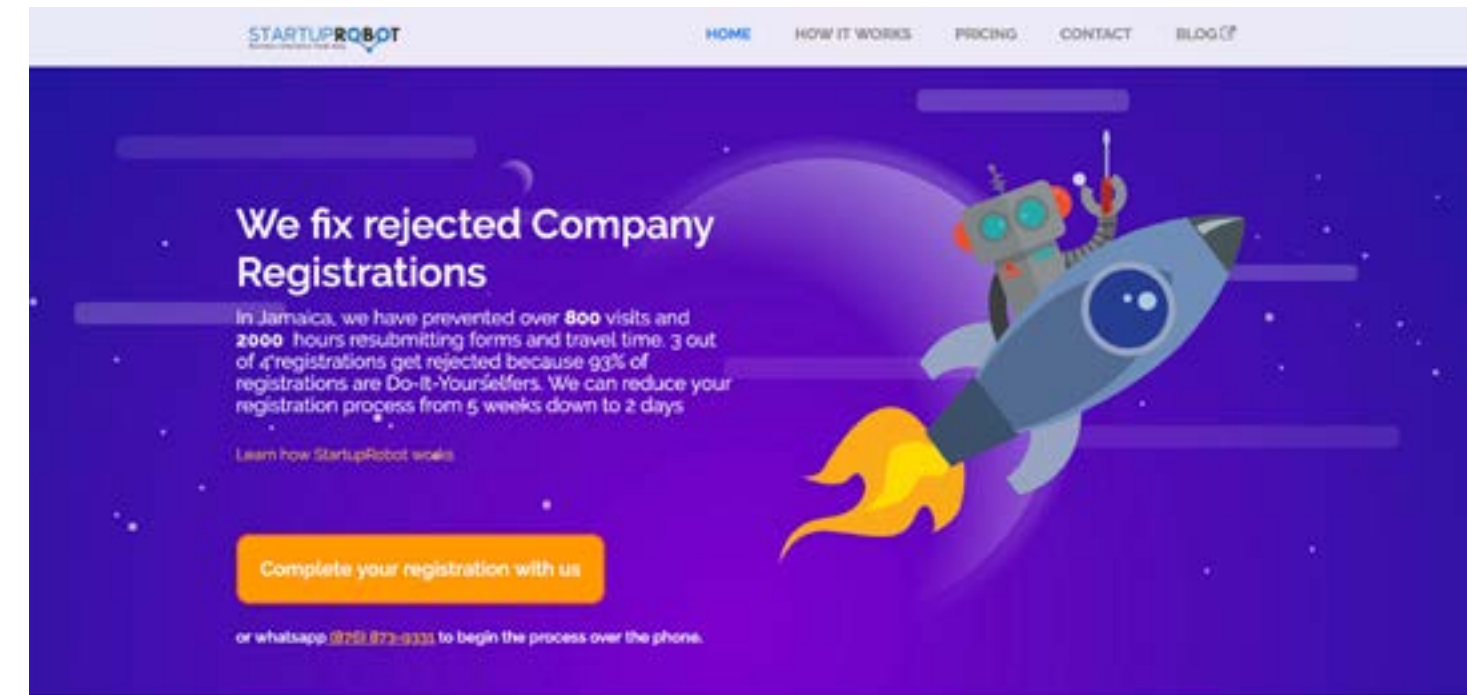 STARTUPROBOT
HOME HOW IT WORKS PRICING CONTACT BLOG
We fix rejected Company
Registrations
In Jamaica, we have prevented over 800 visits and
2000 hours resubmitting forms and travel time. 3 out
of 4 registrations get rejected because 93% of
registrations are Do-It-Yourselfers. We can reduce your
registration process from 5 weeks down to 2 days
Learn how StartupRobot works
Complete your registration with us
or whatsapp (876) 873-9331 to begin the process over the phone.